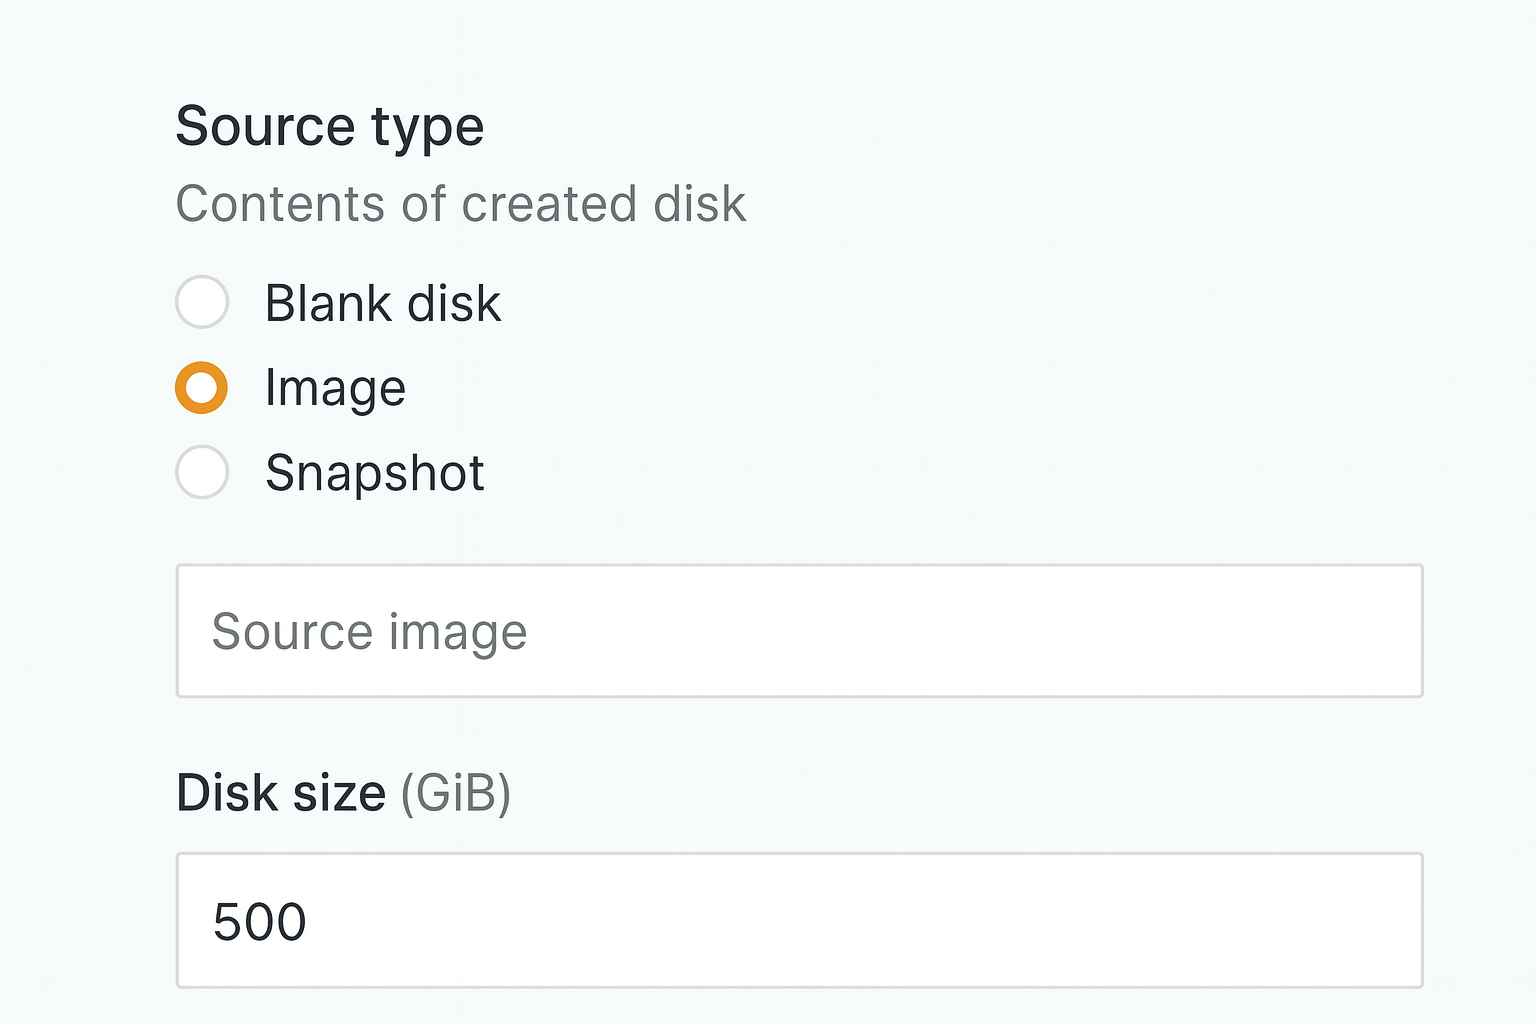 Source type
Contents of created disk
Blank disk
Image
Snapshot
Source image
Disk size (GiB)
500